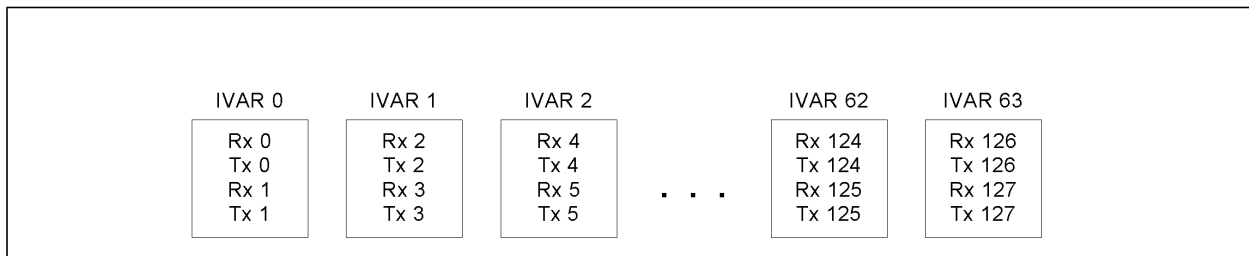 IVAR 0 IVAR 1 IVAR 2 IVAR 62 IVAR 63
Rx 0 Rx 2 Rx 4 Rx 124 Rx 126
Tx 0 Tx 2 Tx 4 Tx 124 Tx 126
Rx 1 Rx 3 Rx 5 . . . Rx 125 Rx 127
Tx 1 Tx 3 Tx 5 Tx 125 Tx 127